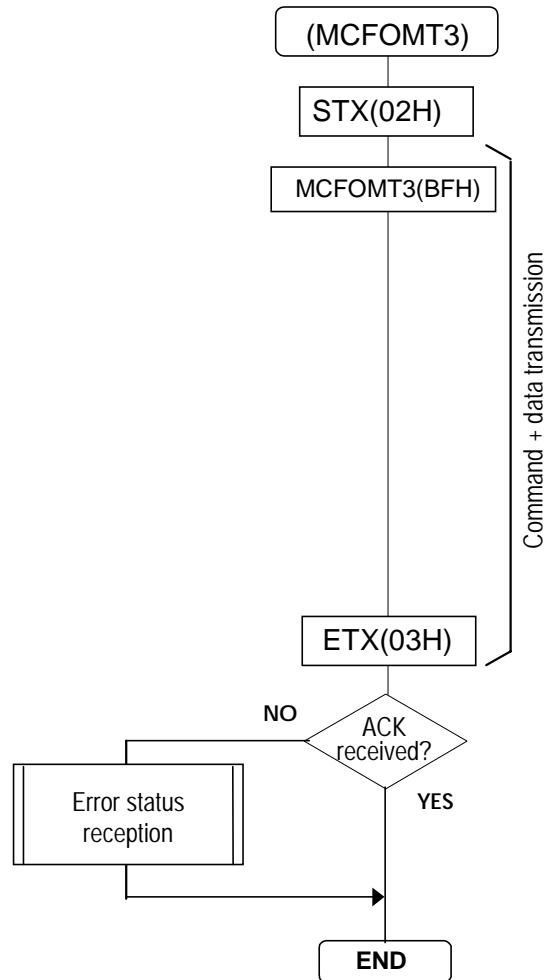 (MCFOMT3)
STX(02H)
MCFOMT3(BFH)
Command + data transmission
ETX(03H)
NO
ACK
received?
YES
Error status
reception
END